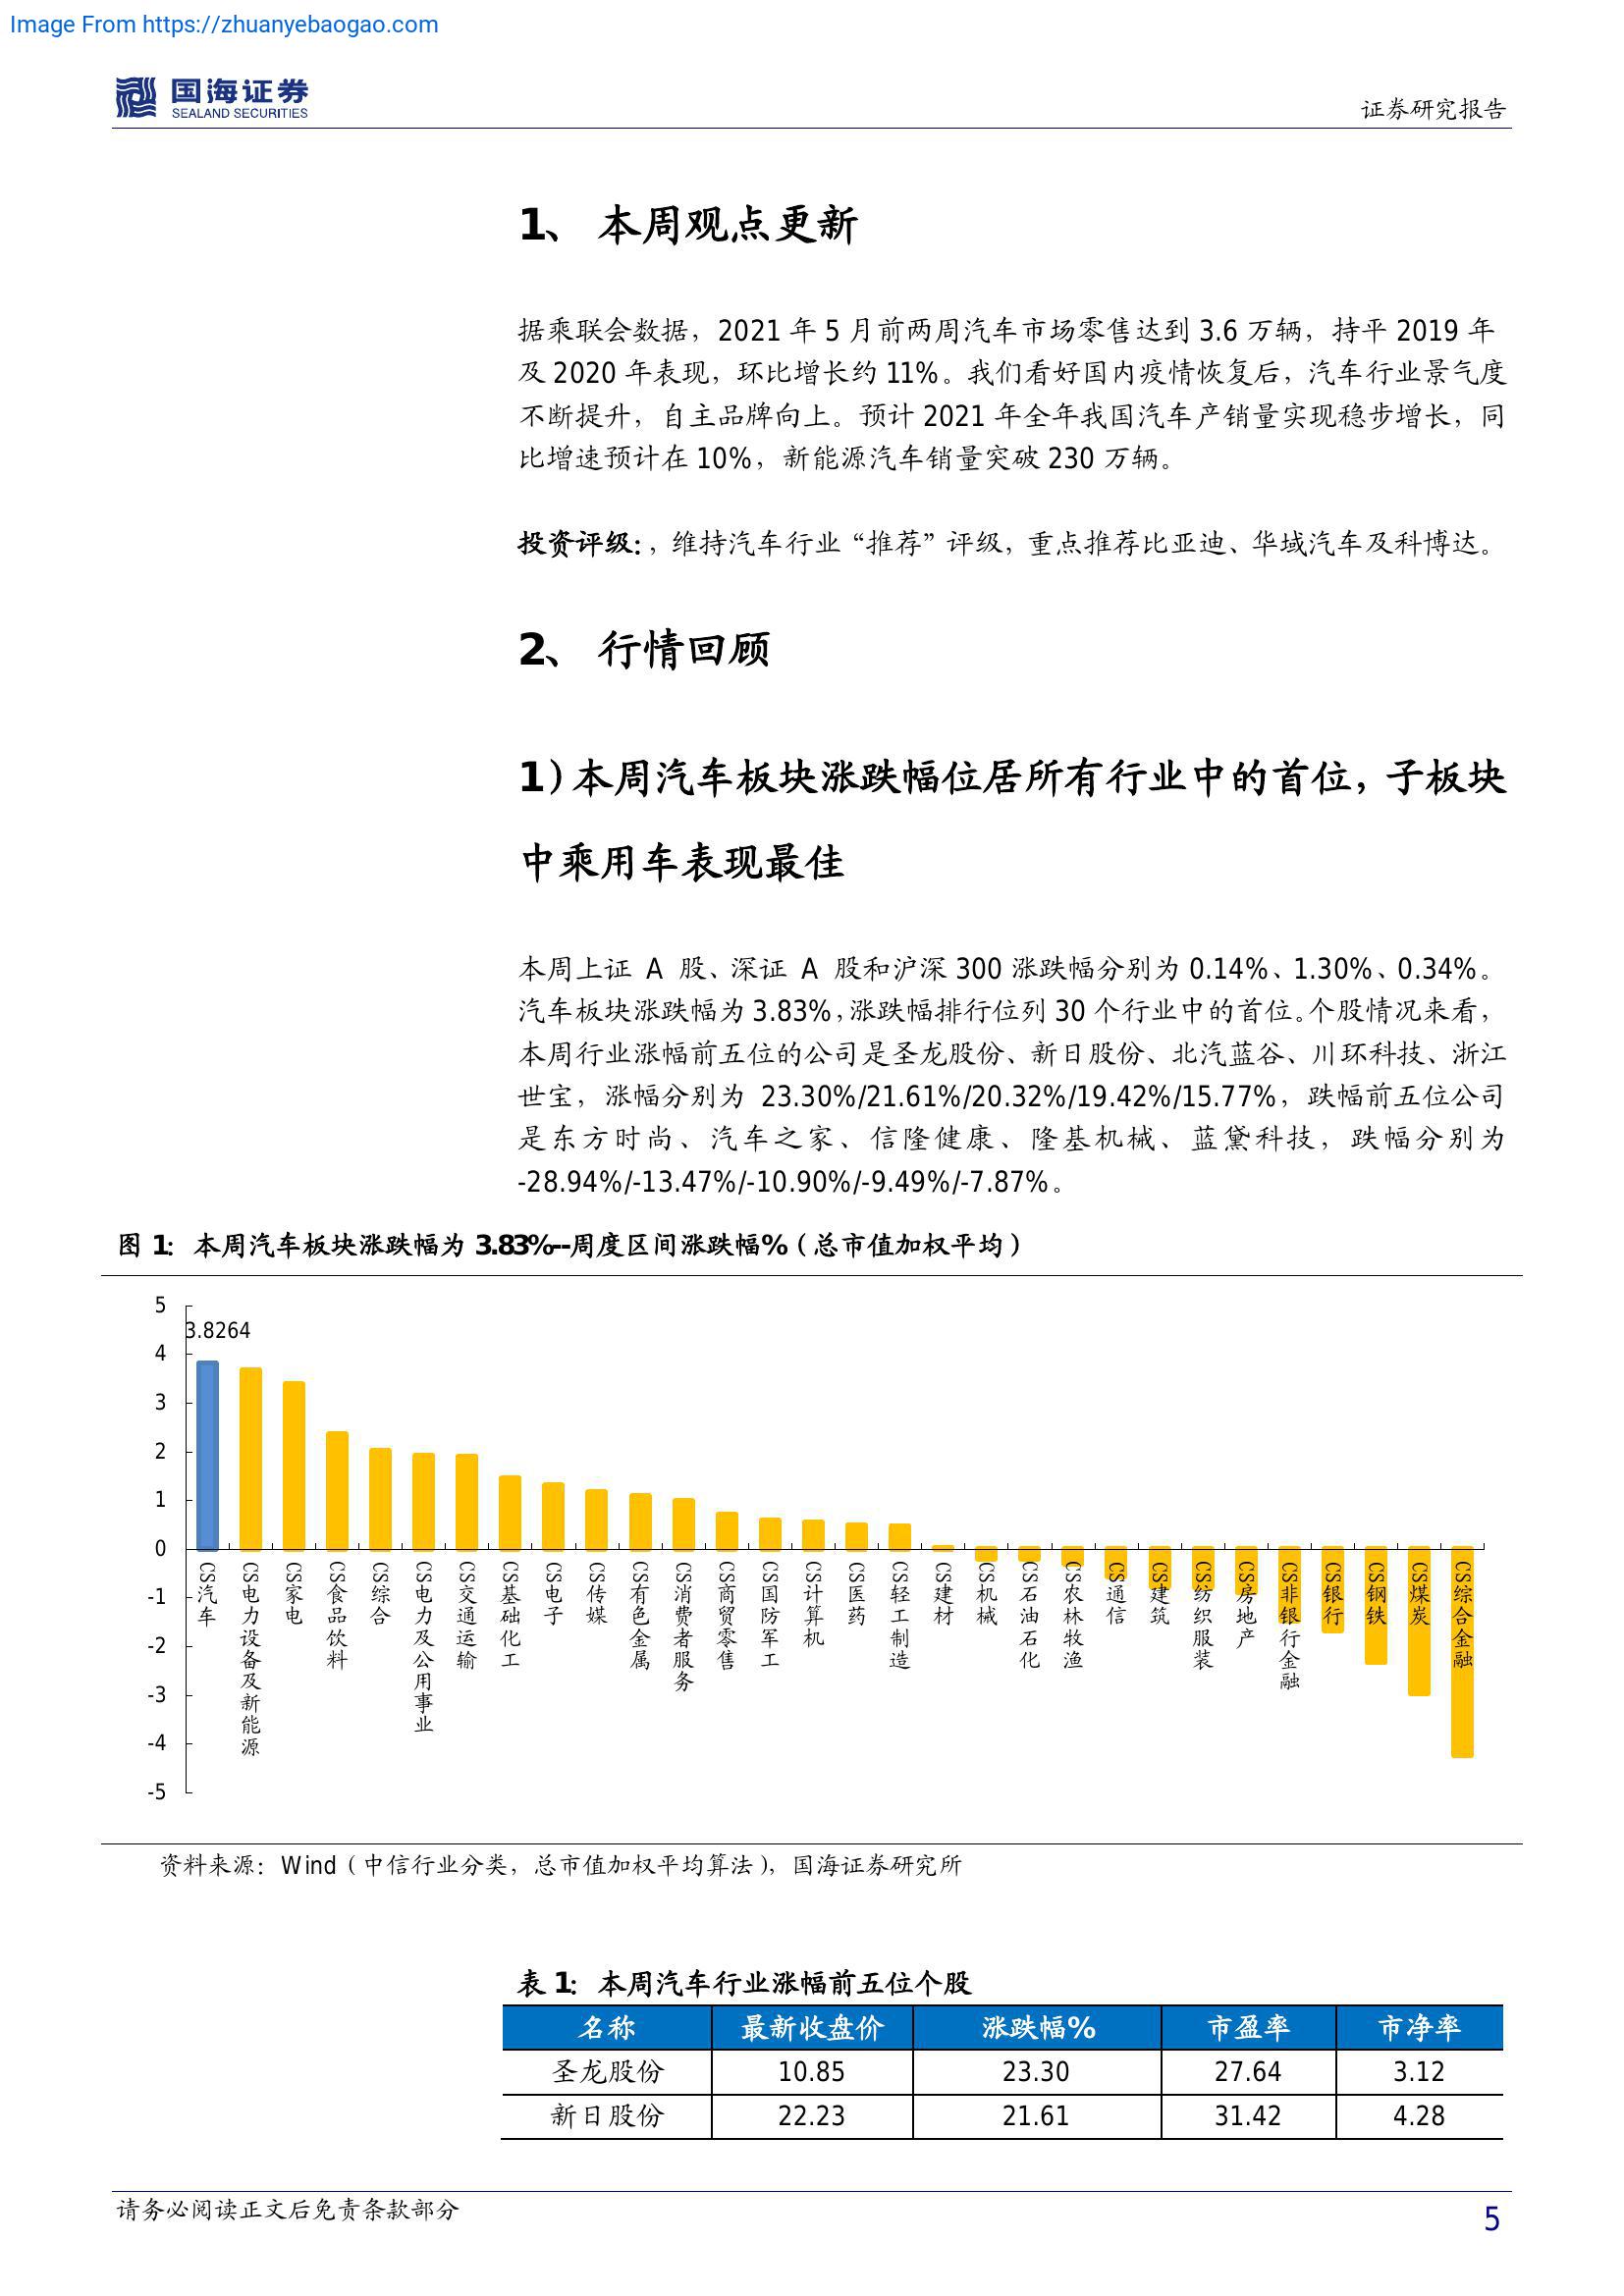 Image From https://zhuanyebaogao.com
国海证券
SEALAND SECURITIES
证券研究报告
1、 本周观点更新
据乘联会数据，2021 年 5 月前两周汽车市场零售达到 3.6 万辆，持平 2019 年
及 2020 年表现，环比增长约 11%。我们看好国内疫情恢复后，汽车行业景气度
不断提升，自主品牌向上。预计 2021 年全年我国汽车产销量实现稳步增长，同
比增速预计在 10%，新能源汽车销量突破 230 万辆。
投资评级：，维持汽车行业“推荐”评级，重点推荐比亚迪、华域汽车及科博达。
2、 行情回顾
1）本周汽车板块涨跌幅位居所有行业中的首位，子板块
中乘用车表现最佳
本周上证 A 股、深证 A 股和沪深 300 涨跌幅分别为 0.14%、1.30%、0.34%。
汽车板块涨跌幅为 3.83%，涨跌幅排行位列 30 个行业中的首位。个股情况来看，
本周行业涨幅前五位的公司是圣龙股份、新日股份、北汽蓝谷、川环科技、浙江
世宝，涨幅分别为 23.30%/21.61%/20.32%/19.42%/15.77%，跌幅前五位公司
是东方时尚、汽车之家、信隆健康、隆基机械、蓝黛科技，跌幅分别为
-28.94%/-13.47%/-10.90%/-9.49%/-7.87%。
图 1：本周汽车板块涨跌幅为 3.83%--周度区间涨跌幅%（总市值加权平均）
5
3.8264
4
3
2
1
0
-1
-2
-3
-4
-5
CS汽车
CS电力设备及新能源
CS家电
CS食品饮料
CS综合
CS电力及公用事业
CS交通运输
CS基础化工
CS电子
CS传媒
CS有色金属
CS消费者服务
CS商贸零售
CS国防军工
CS计算机
CS医药
CS轻工制造
CS建材
CS机械
CS石油石化
CS农林牧渔
CS通信
CS建筑
CS纺织服装
CS房地产
CS非银行金融
CS银行
CS钢铁
CS煤炭
CS综合金融
资料来源：Wind（中信行业分类，总市值加权平均算法），国海证券研究所
表 1：本周汽车行业涨幅前五位个股
名称 最新收盘价 涨跌幅% 市盈率 市净率
圣龙股份 10.85 23.30 27.64 3.12
新日股份 22.23 21.61 31.42 4.28
请务必阅读正文后免责条款部分
5